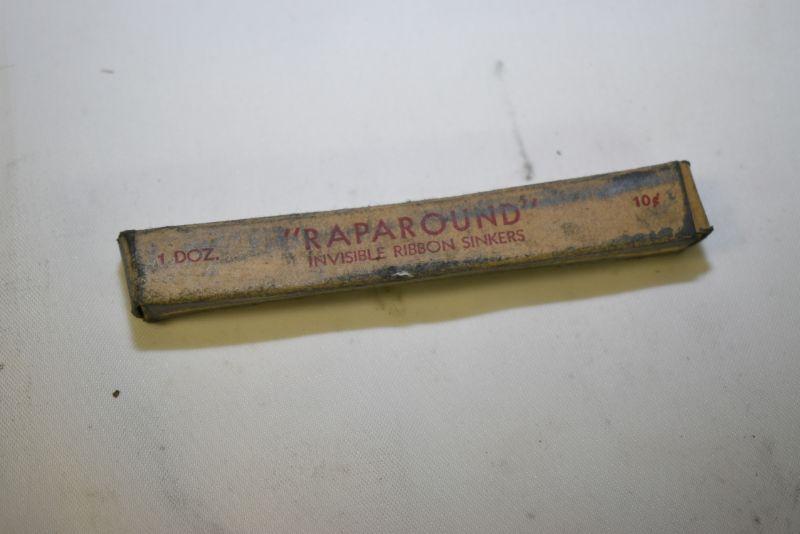 1 DOZ.
"RAPAROUND"
INVISIBLE RIBBON SINKERS
10¢